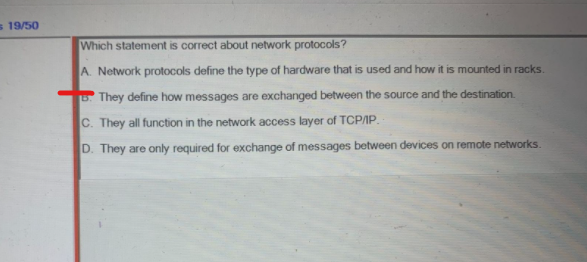 s 19/50
Which statement is correct about network protocols?
A. Network protocols define the type of hardware that is used and how it is mounted in racks.
B. They define how messages are exchanged between the source and the destination.
C. They all function in the network access layer of TCP/IP.
D. They are only required for exchange of messages between devices on remote networks.